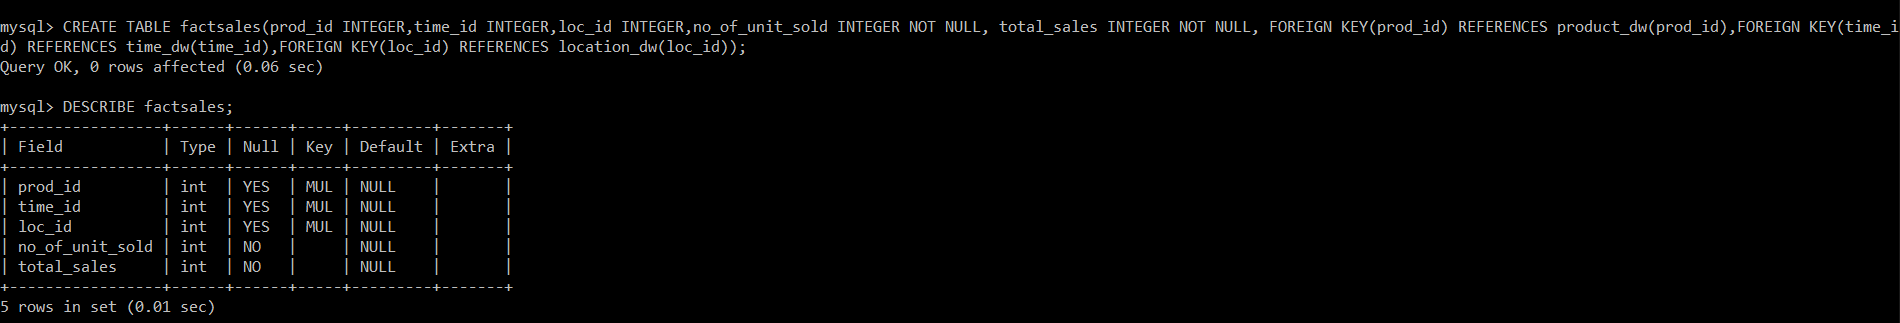 mysql> CREATE TABLE factsales(prod_id INTEGER,time_id INTEGER,loc_id INTEGER,no_of_unit_sold INTEGER NOT NULL, total_sales INTEGER NOT NULL, FOREIGN KEY(prod_id) REFERENCES product_dw(prod_id),FOREIGN KEY(time_i
d) REFERENCES time_dw(time_id),FOREIGN KEY(loc_id) REFERENCES location_dw(loc_id));
Query OK, 0 rows affected (0.06 sec)

mysql> DESCRIBE factsales;
+-----------------+------+------+-----+---------+-------+
| Field           | Type | Null | Key | Default | Extra |
+-----------------+------+------+-----+---------+-------+
| prod_id         | int  | YES  | MUL | NULL    |       |
| time_id         | int  | YES  | MUL | NULL    |       |
| loc_id          | int  | YES  | MUL | NULL    |       |
| no_of_unit_sold | int  | NO   |     | NULL    |       |
| total_sales     | int  | NO   |     | NULL    |       |
+-----------------+------+------+-----+---------+-------+
5 rows in set (0.01 sec)